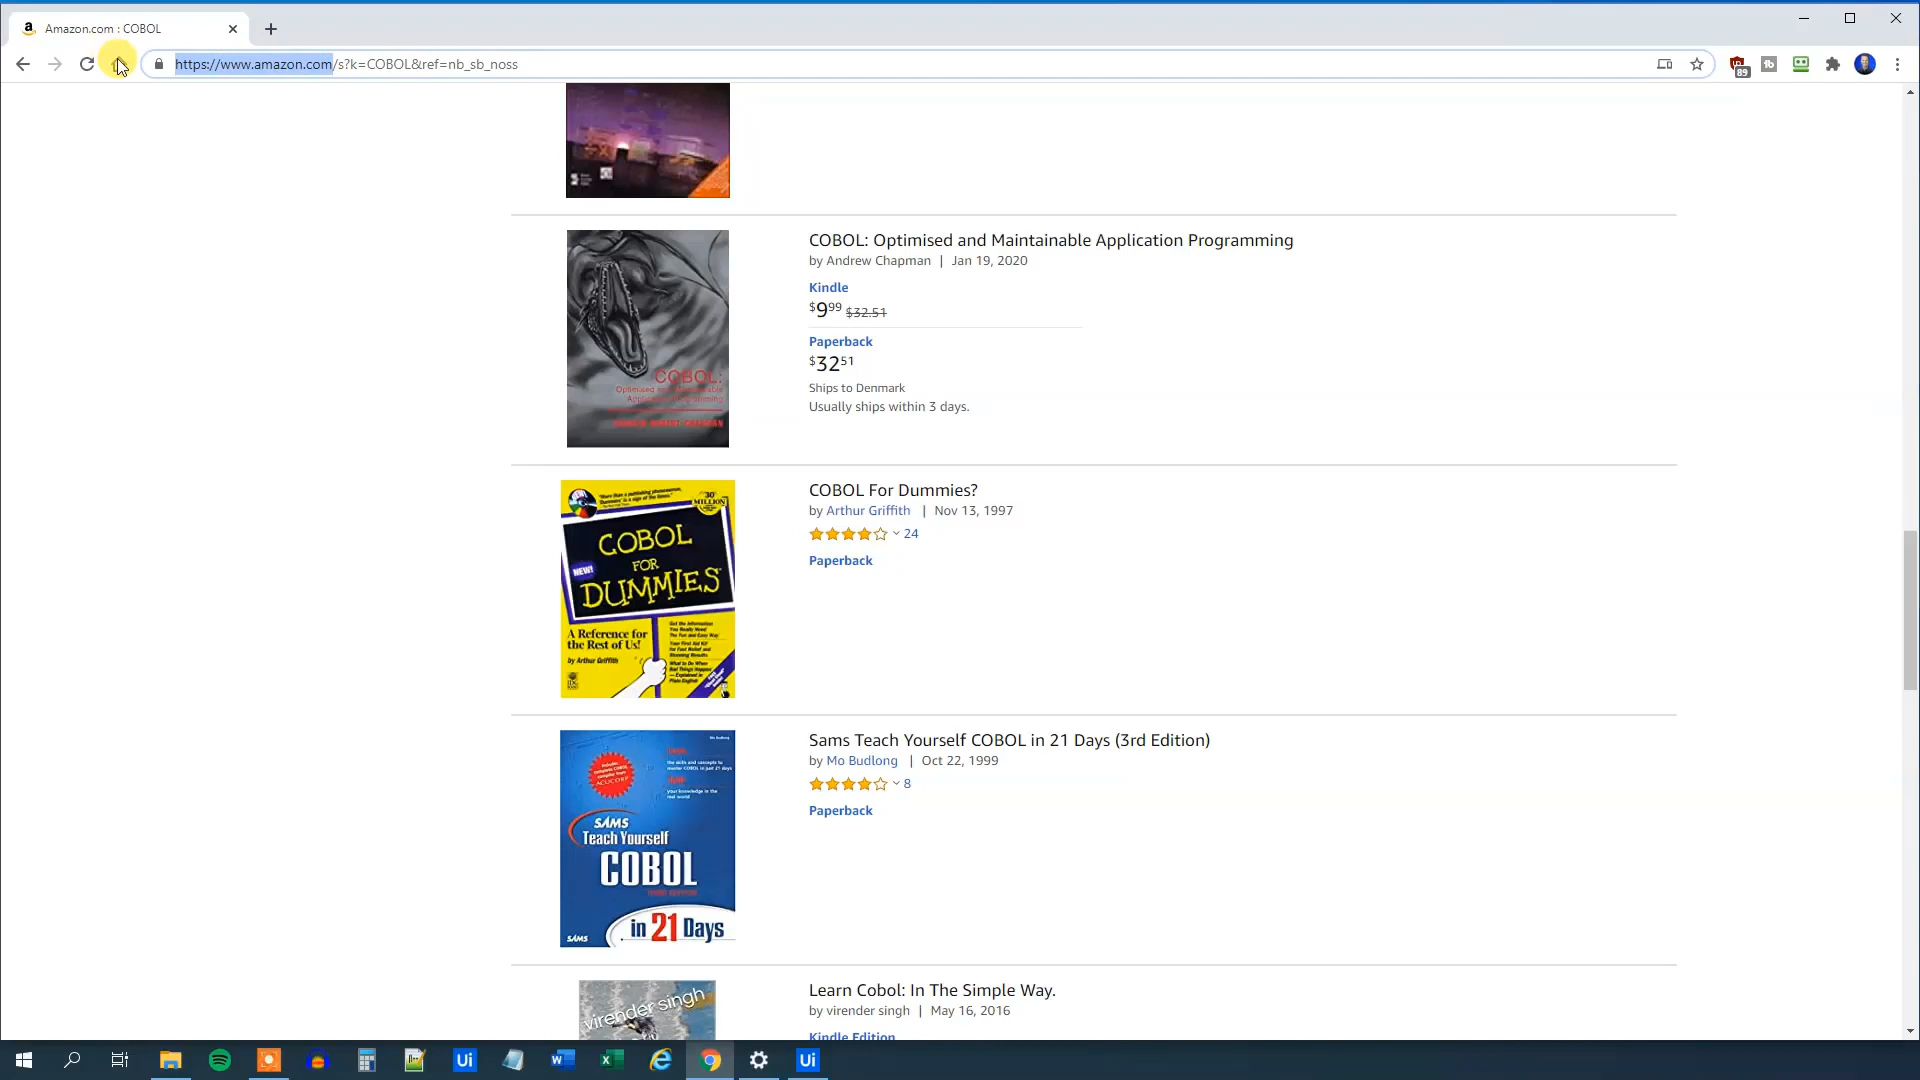 Amazon.com : COBOL
https://www.amazon.com/s?k=COBOL&ref=nb_sb_noss
89
COBOL: Optimised and Maintainable Application Programming
by Andrew Chapman | Jan 19, 2020
Kindle
$9.99 $32.51
Paperback
$32.51
Ships to Denmark
Usually ships within 3 days.
COBOL:
COBOL For Dummies?
by Arthur Griffith | Nov 13, 1997
24
Paperback
COBOL
FOR
DUMMIES
NEW!
A Reference for
the Rest of Us!
by Arthur Griffith
Sams Teach Yourself COBOL in 21 Days (3rd Edition)
by Mo Budlong | Oct 22, 1999
8
Paperback
SAMS
Teach Yourself
COBOL
in 21 Days
SAMS
Learn Cobol: In The Simple Way.
by virender singh | May 16, 2016
Kindle Edition
virender singh
Ui
Ui